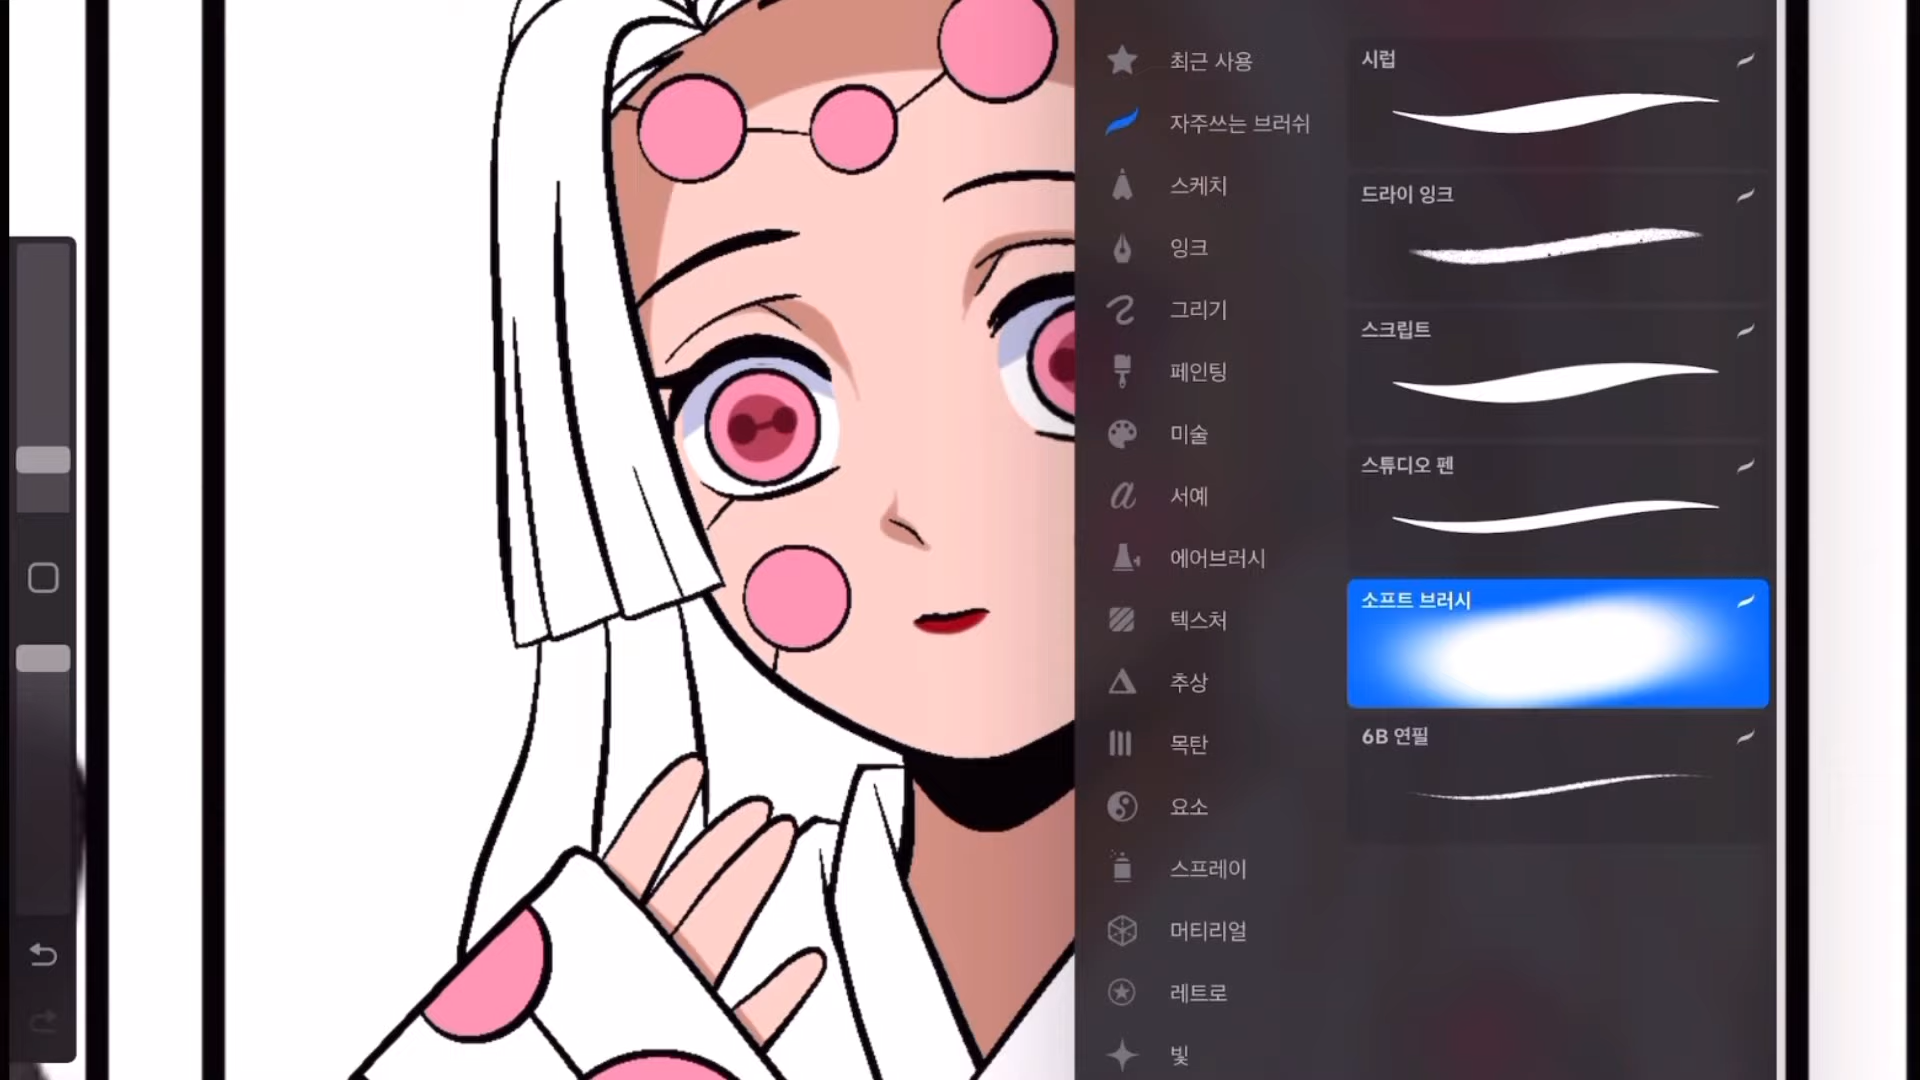 최근 사용
자주쓰는 브러쉬
스케치
잉크
그리기
페인팅
미술
서예
에어브러시
텍스처
추상
목탄
요소
스프레이
머티리얼
레트로
빛
시럽
드라이 잉크
스크립트
스튜디오 펜
소프트 브러시
6B 연필